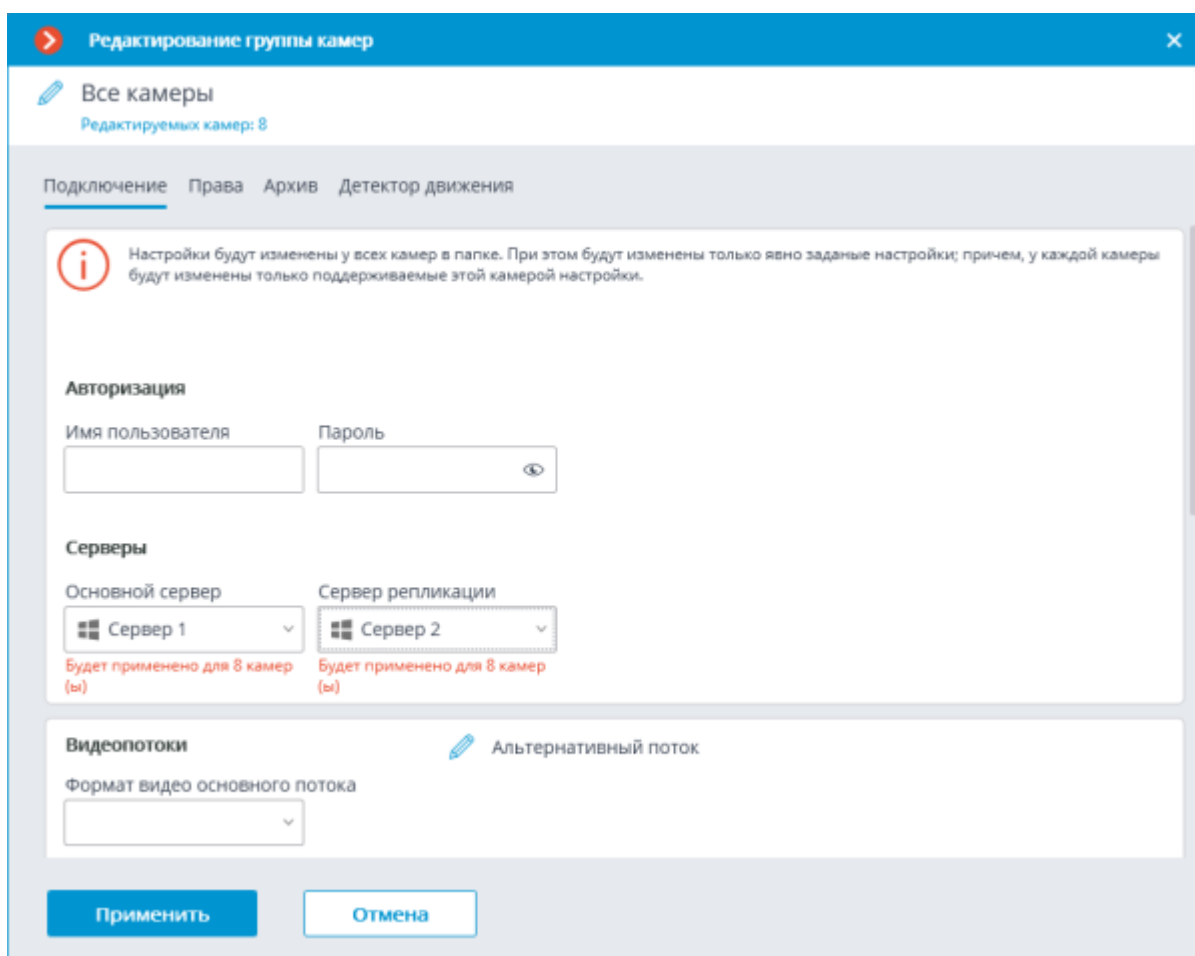 Редактирование группы камер
Все камеры
Редактируемых камер: 8
Подключение Права Архив Детектор движения
Настройки будут изменены у всех камер в папке. При этом будут изменены только явно заданые настройки; причем, у каждой камеры
будут изменены только поддерживаемые этой камерой настройки.
Авторизация
Имя пользователя Пароль
Серверы
Основной сервер Сервер репликации
Сервер 1 Сервер 2
Будет применено для 8 камер Будет применено для 8 камер
(ы) (ы)
Видеопотоки Альтернативный поток
Формат видео основного потока
Применить Отмена